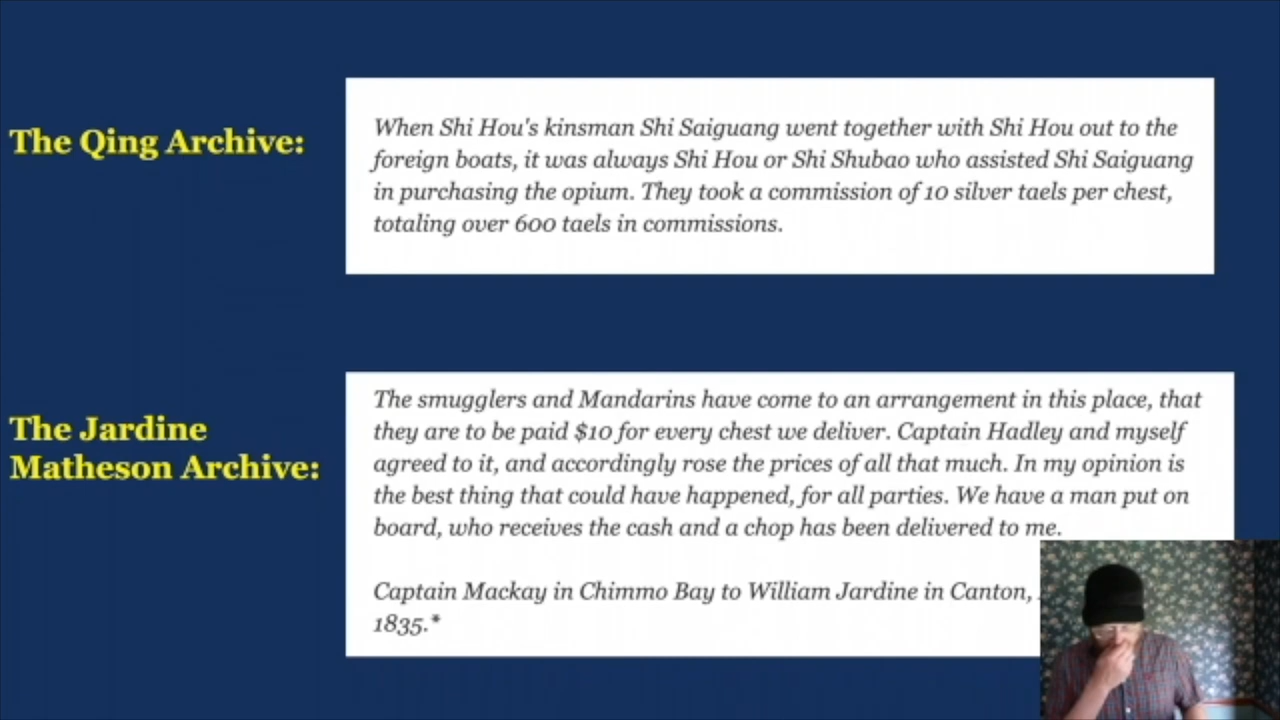 The Qing Archive:
When Shi Hou's kinsman Shi Saiguang went together with Shi Hou out to the
foreign boats, it was always Shi Hou or Shi Shubao who assisted Shi Saiguang
in purchasing the opium. They took a commission of 10 silver taels per chest,
totaling over 600 taels in commissions.
The Jardine
Matheson Archive:
The smugglers and Mandarins have come to an arrangement in this place, that
they are to be paid $10 for every chest we deliver. Captain Hadley and myself
agreed to it, and accordingly rose the prices of all that much. In my opinion is
the best thing that could have happened, for all parties. We have a man put on
board, who receives the cash and a chop has been delivered to me.
Captain Mackay in Chimmo Bay to William Jardine in Canton,
1835.*